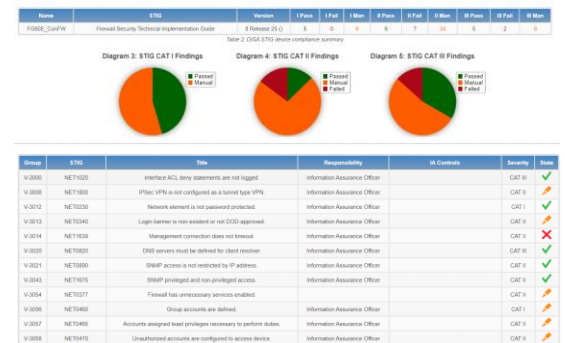 Name STIG Version I Pass I Fail I Man II Pass II Fail II Man III Pass III Fail III Man
FG60E_ConFW Firewall Security Technical Implementation Guide 8 Release 25 () 5 0 6 6 7 34 5 2 8
Table 2: DISA STIG device compliance summary
Diagram 3: STIG CAT I Findings
Passed
Manual
Diagram 4: STIG CAT II Findings
Passed
Manual
Failed
Diagram 5: STIG CAT III Findings
Passed
Manual
Failed
Group STIG Title Responsibility IA Controls Severity State
V-3000 NET1020 Interface ACL deny statements are not logged. Information Assurance Officer CAT III
V-3008 NET1800 IPSec VPN is not configured as a tunnel type VPN. Information Assurance Officer CAT II
V-3012 NET0230 Network element is not password protected. Information Assurance Officer CAT I
V-3013 NET0340 Login banner is non-existent or not DOD-approved. Information Assurance Officer CAT II
V-3014 NET1639 Management connection does not timeout. Information Assurance Officer CAT II
V-3020 NET0820 DNS servers must be defined for client resolver. Information Assurance Officer CAT III
V-3021 NET0890 SNMP access is not restricted by IP address. Information Assurance Officer CAT II
V-3043 NET1675 SNMP privileged and non-privileged access. Information Assurance Officer CAT II
V-3054 NET0377 Firewall has unnecessary services enabled. CAT II
V-3056 NET0460 Group accounts are defined. Information Assurance Officer CAT I
V-3057 NET0465 Accounts assigned least privileges necessary to perform duties. Information Assurance Officer CAT II
V-3058 NET0470 Unauthorized accounts are configured to access device. Information Assurance Officer CAT II